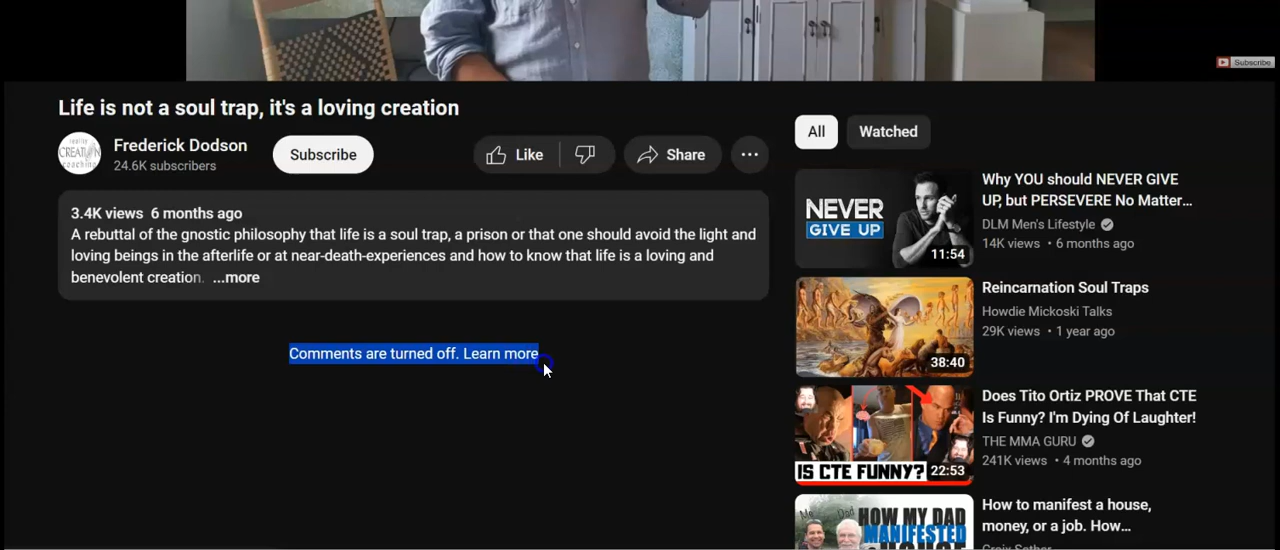 Subscribe
Life is not a soul trap, it's a loving creation
Frederick Dodson
24.6K subscribers
Subscribe
Like
Share
3.4K views 6 months ago
A rebuttal of the gnostic philosophy that life is a soul trap, a prison or that one should avoid the light and
loving beings in the afterlife or at near-death-experiences and how to know that life is a loving and
benevolent creation. ...more
Comments are turned off. Learn more
All
Watched
NEVER
GIVE UP
11:54
Why YOU should NEVER GIVE
UP, but PERSEVERE No Matter...
DLM Men's Lifestyle
14K views • 6 months ago
38:40
Reincarnation Soul Traps
Howdie Mickoski Talks
29K views • 1 year ago
IS CTE FUNNY?
22:53
Does Tito Ortiz PROVE That CTE
Is Funny? I'm Dying Of Laughter!
THE MMA GURU
241K views • 4 months ago
Me
Dad
HOW MY DAD
MANIFESTED
How to manifest a house,
money, or a job. How...